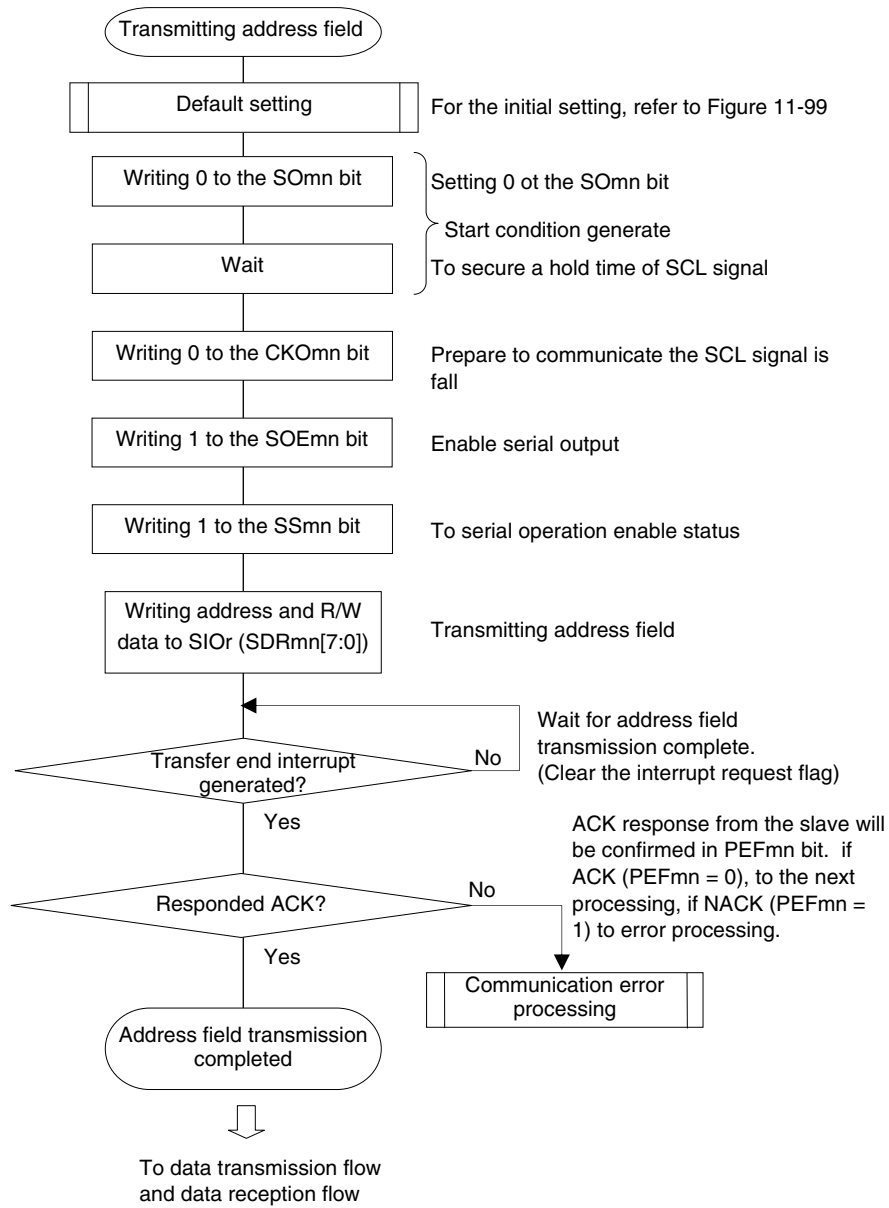 Transmitting address field
Default setting
For the initial setting, refer to Figure 11-99
Writing 0 to the SOmn bit
Setting 0 ot the SOmn bit
Start condition generate
Wait
To secure a hold time of SCL signal
Writing 0 to the CKOmn bit
Prepare to communicate the SCL signal is
fall
Writing 1 to the SOEmn bit
Enable serial output
Writing 1 to the SSmn bit
To serial operation enable status
Writing address and R/W
data to SIOr (SDRmn[7:0])
Transmitting address field
Transfer end interrupt
generated?
No
Wait for address field
transmission complete.
(Clear the interrupt request flag)
Yes
Responded ACK?
No
ACK response from the slave will
be confirmed in PEFmn bit.  if
ACK (PEFmn = 0), to the next
processing, if NACK (PEFmn =
1) to error processing.
Yes
Communication error
processing
Address field transmission
completed
To data transmission flow
and data reception flow